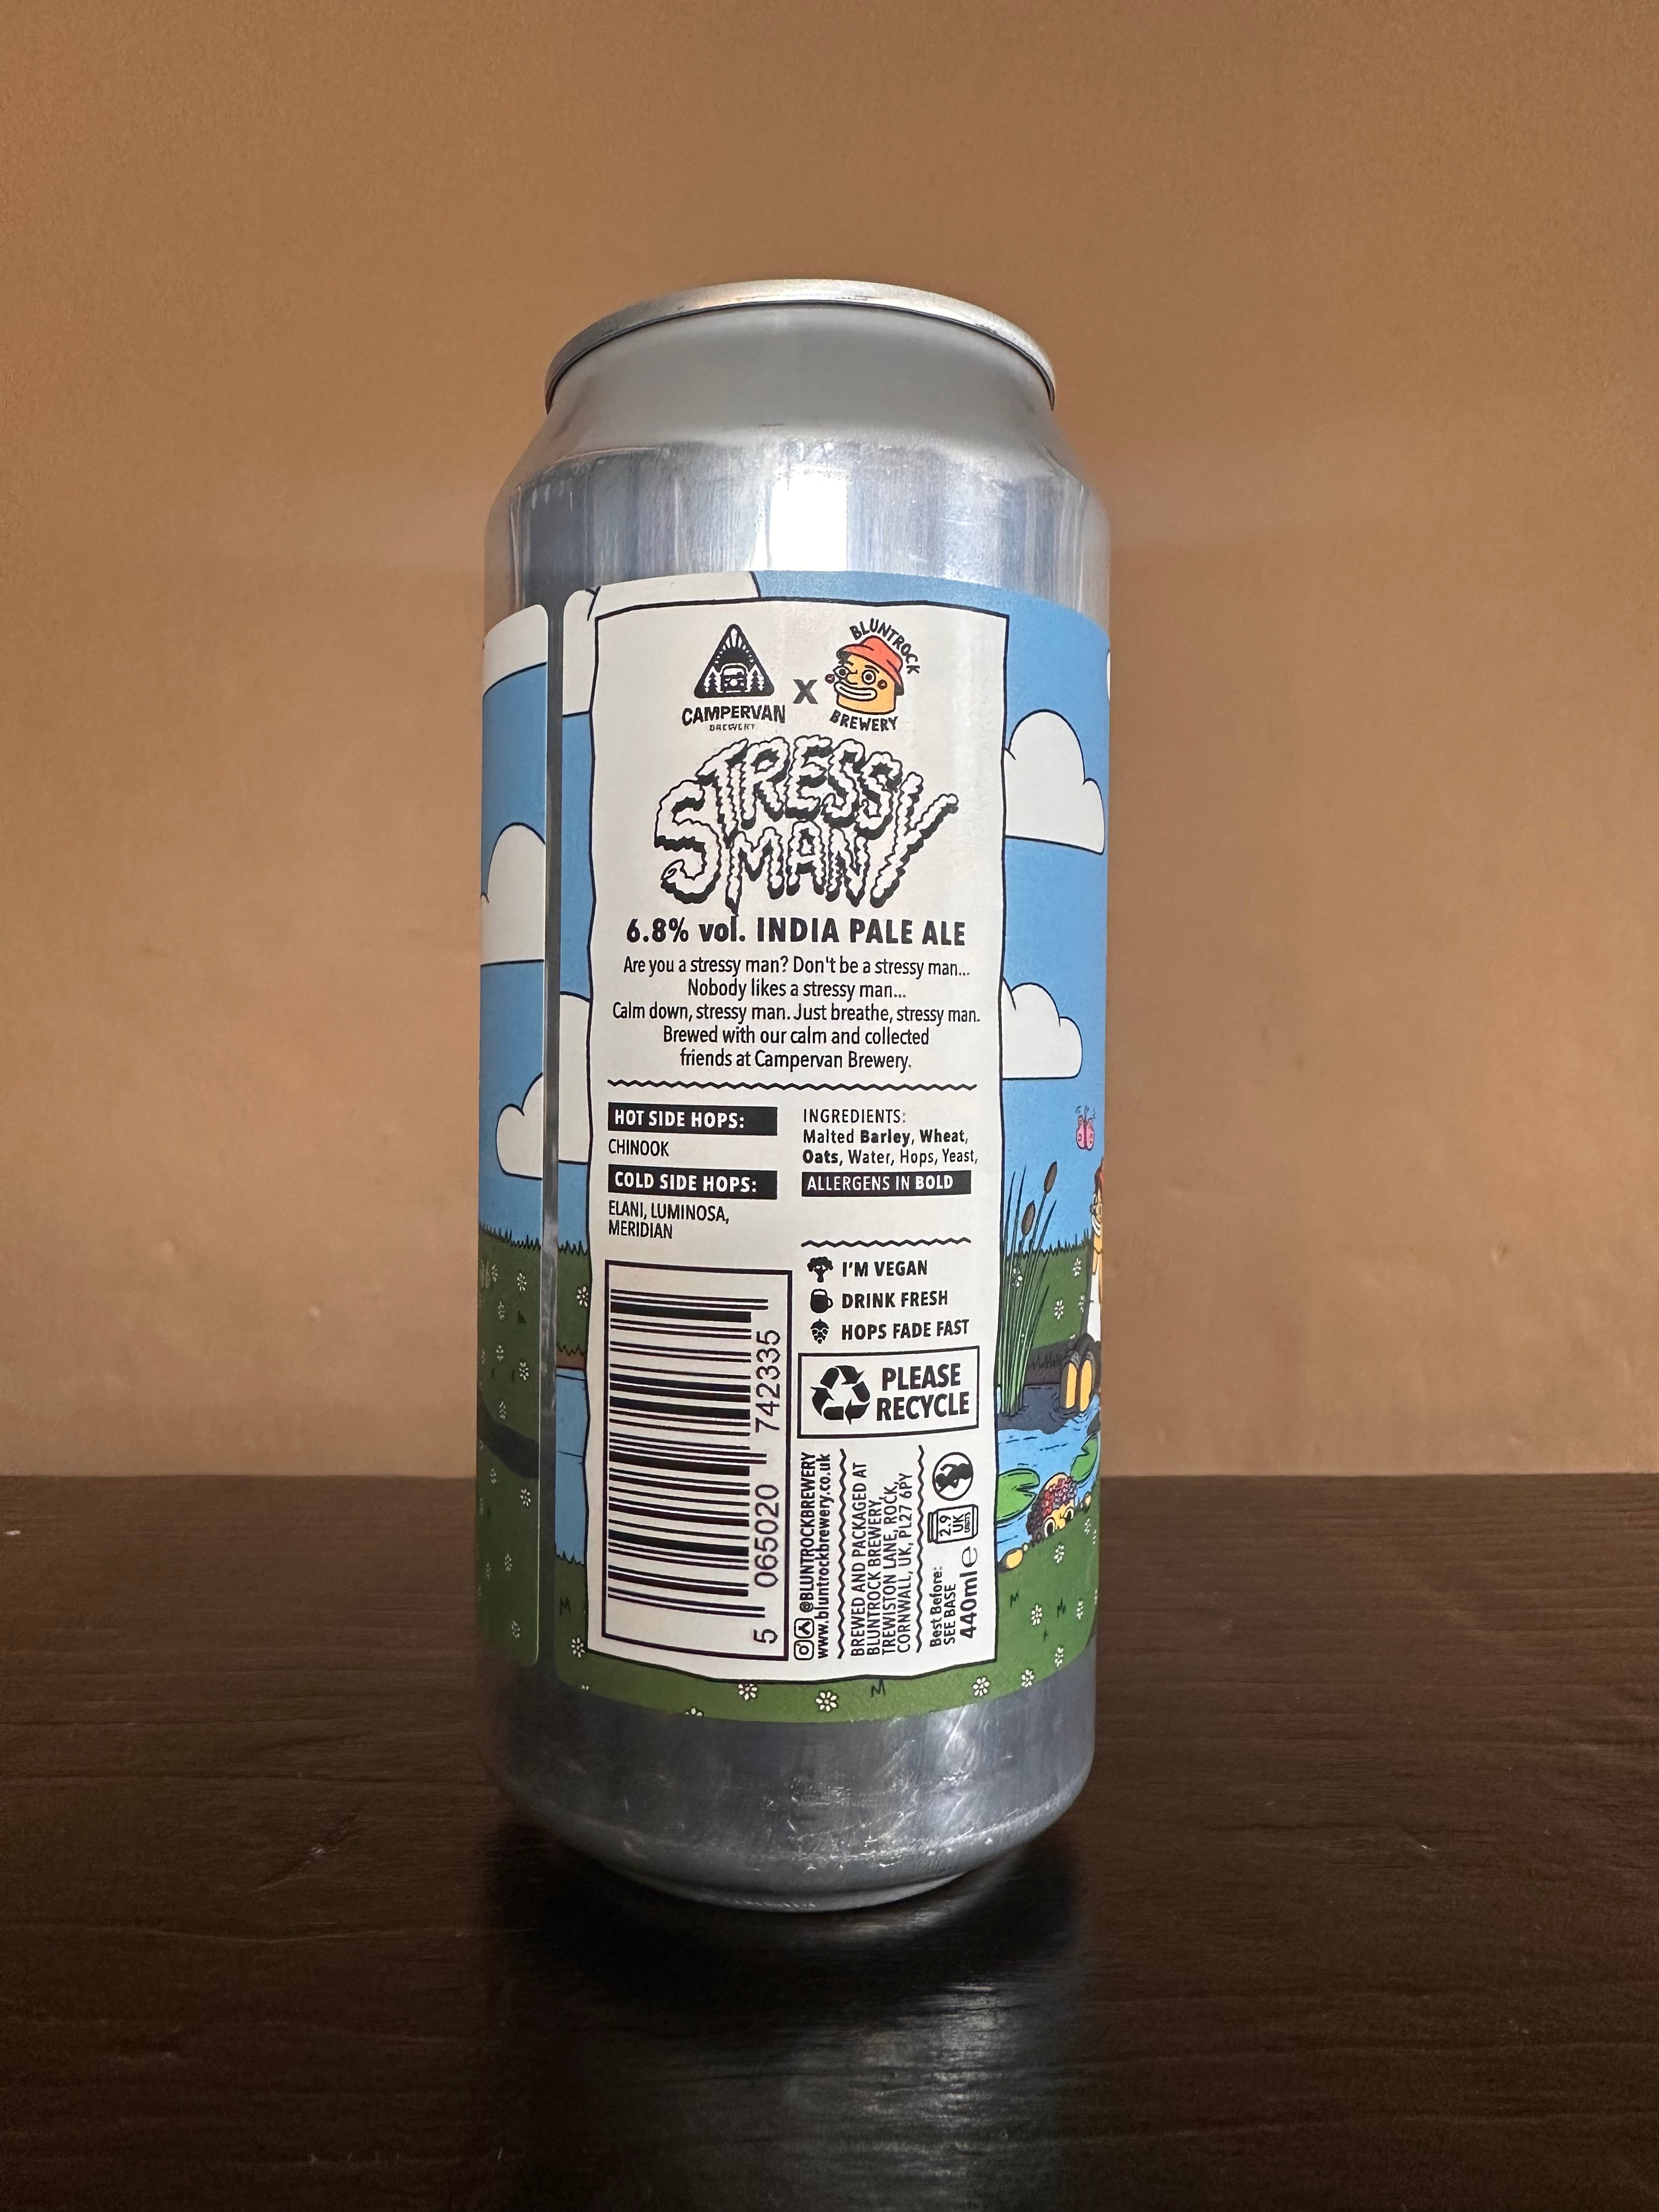 CAMPERVAN
BREWERY
X
BLUNTROCK
BREWERY
STRESSY
MAN
6.8% vol. INDIA PALE ALE
Are you a stressy man? Don't be a stressy man...
Nobody likes a stressy man...
Calm down, stressy man. Just breathe, stressy man.
Brewed with our calm and collected
friends at Campervan Brewery.
HOT SIDE HOPS:
CHINOOK
COLD SIDE HOPS:
ELANI, LUMINOSA,
MERIDIAN
INGREDIENTS:
Malted Barley, Wheat,
Oats, Water, Hops, Yeast,
ALLERGENS IN BOLD
I'M VEGAN
DRINK FRESH
HOPS FADE FAST
PLEASE
RECYCLE
5 065020 742335
@BLUNTROCKBREWERY
www.bluntrockbrewery.co.uk
BREWED AND PACKAGED AT
BLUNTROCK BREWERY,
TREWISTON LANE, ROCK,
CORNWALL, UK, PL27 6PY
Best Before:
SEE BASE
440ml e
2.9
UK
UNITS